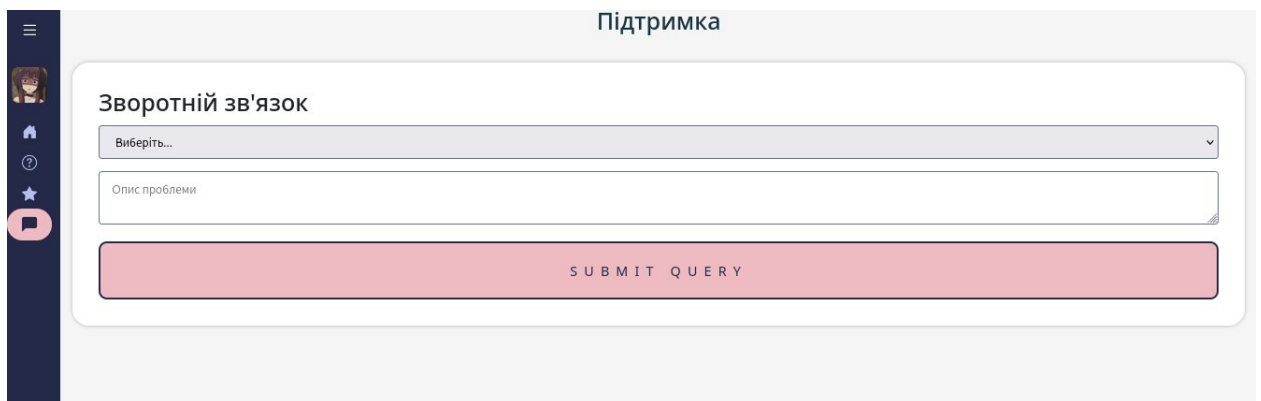 Підтримка
Зворотній зв'язок
Виберіть...
Опис проблеми
SUBMIT QUERY